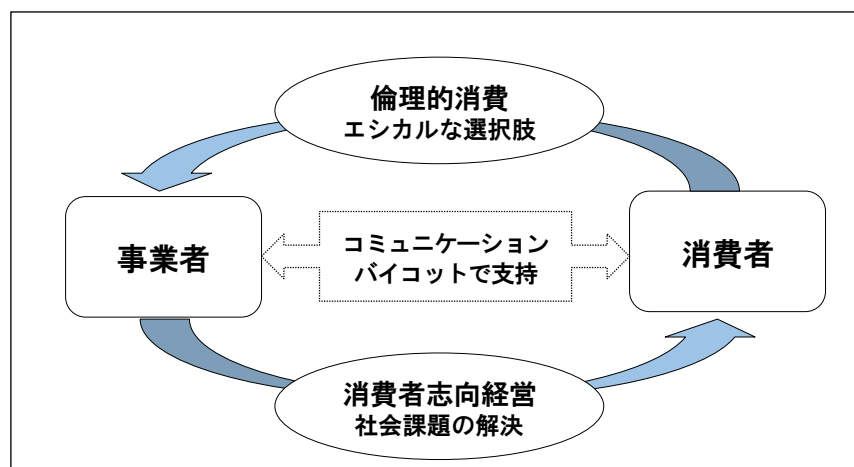 倫理的消費
エシカルな選択肢
事業者
コミュニケーション
バイコットで支持
消費者
消費者志向経営
社会課題の解決